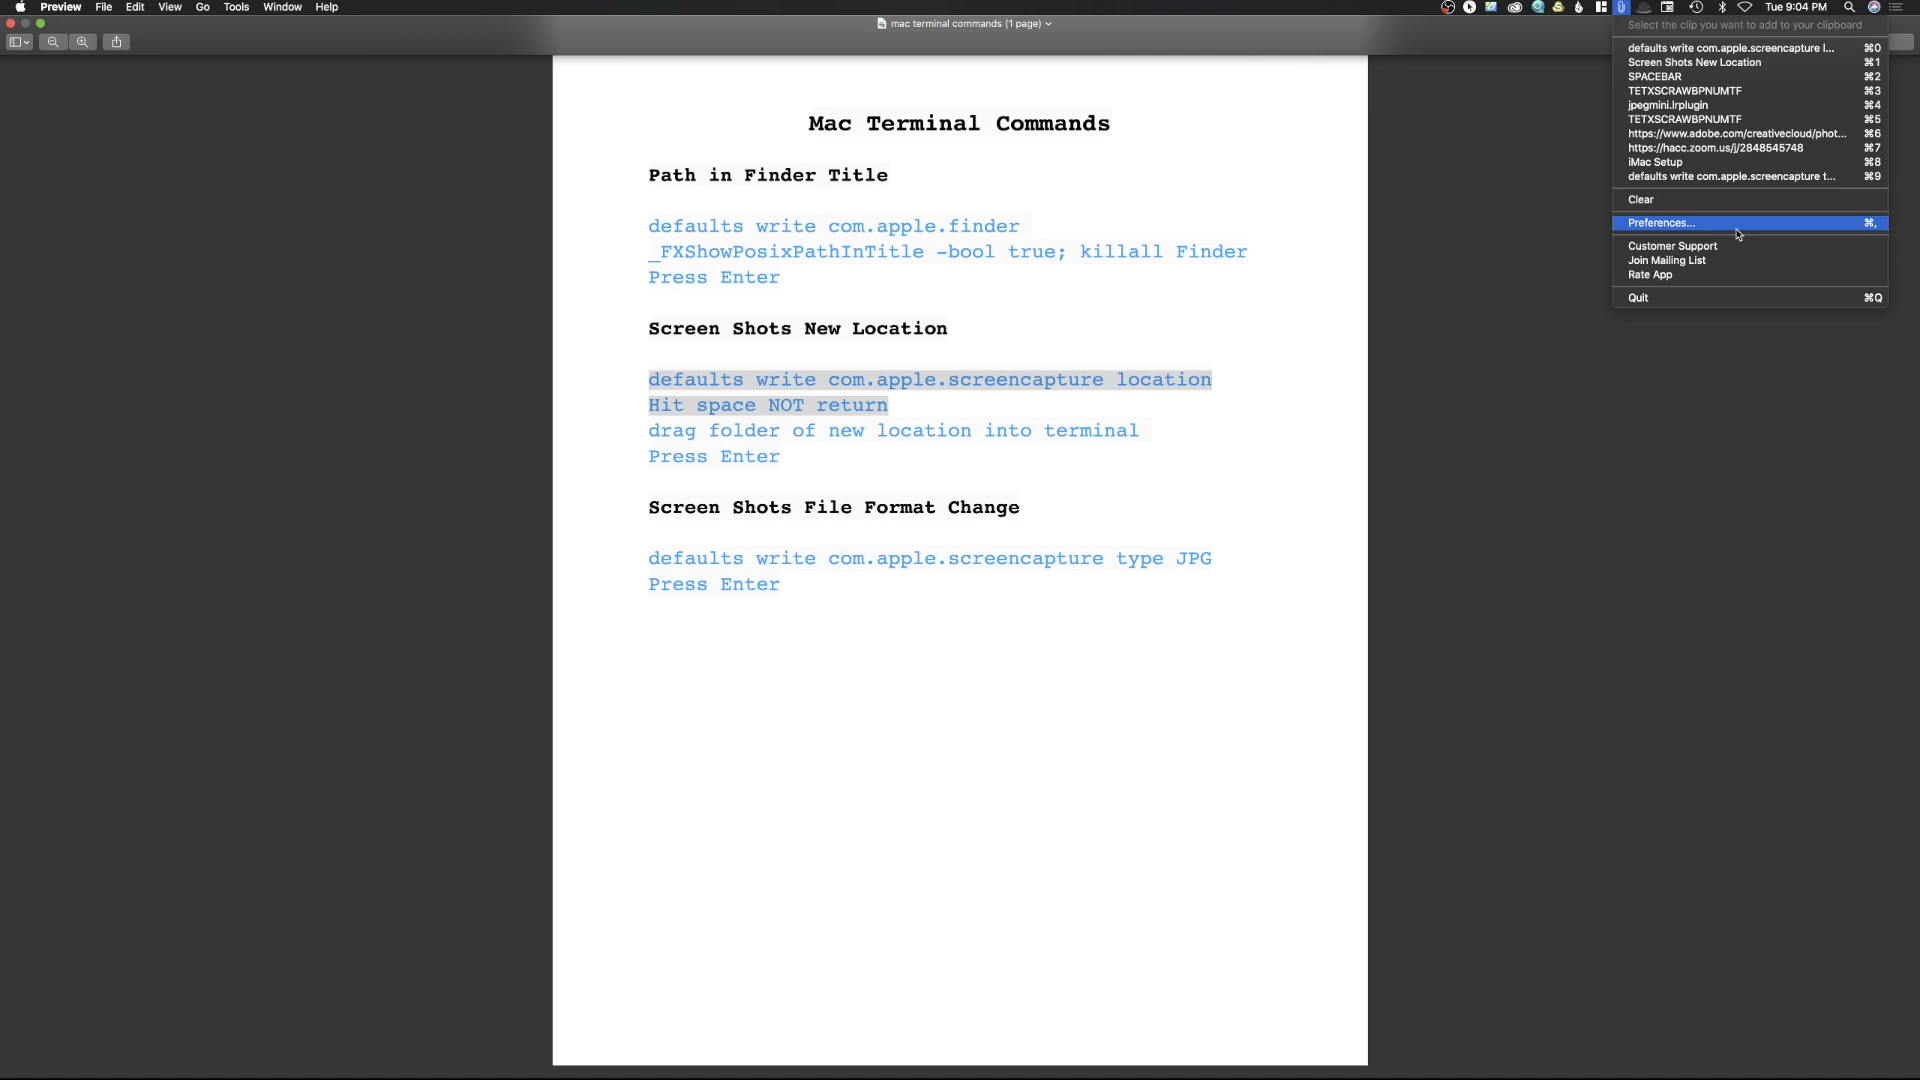 Preview File Edit View Go Tools Window Help
Tue 9:04 PM
mac terminal commands (1 page)
Select the clip you want to add to your clipboard
defaults write com.apple.screencapture l... ⌘0
Screen Shots New Location ⌘1
SPACEBAR ⌘2
TETXSCRAWBPNUMTF ⌘3
jpegmini.lrplugin ⌘4
TETXSCRAWBPNUMTF ⌘5
https://www.adobe.com/creativecloud/phot... ⌘6
https://hacc.zoom.us/j/2848545748 ⌘7
iMac Setup ⌘8
defaults write com.apple.screencapture t... ⌘9
Clear
Preferences... ⌘,
Customer Support
Join Mailing List
Rate App
Quit ⌘Q
Mac Terminal Commands
Path in Finder Title
defaults write com.apple.finder
_FXShowPosixPathInTitle -bool true; killall Finder
Press Enter
Screen Shots New Location
defaults write com.apple.screencapture location
Hit space NOT return
drag folder of new location into terminal
Press Enter
Screen Shots File Format Change
defaults write com.apple.screencapture type JPG
Press Enter